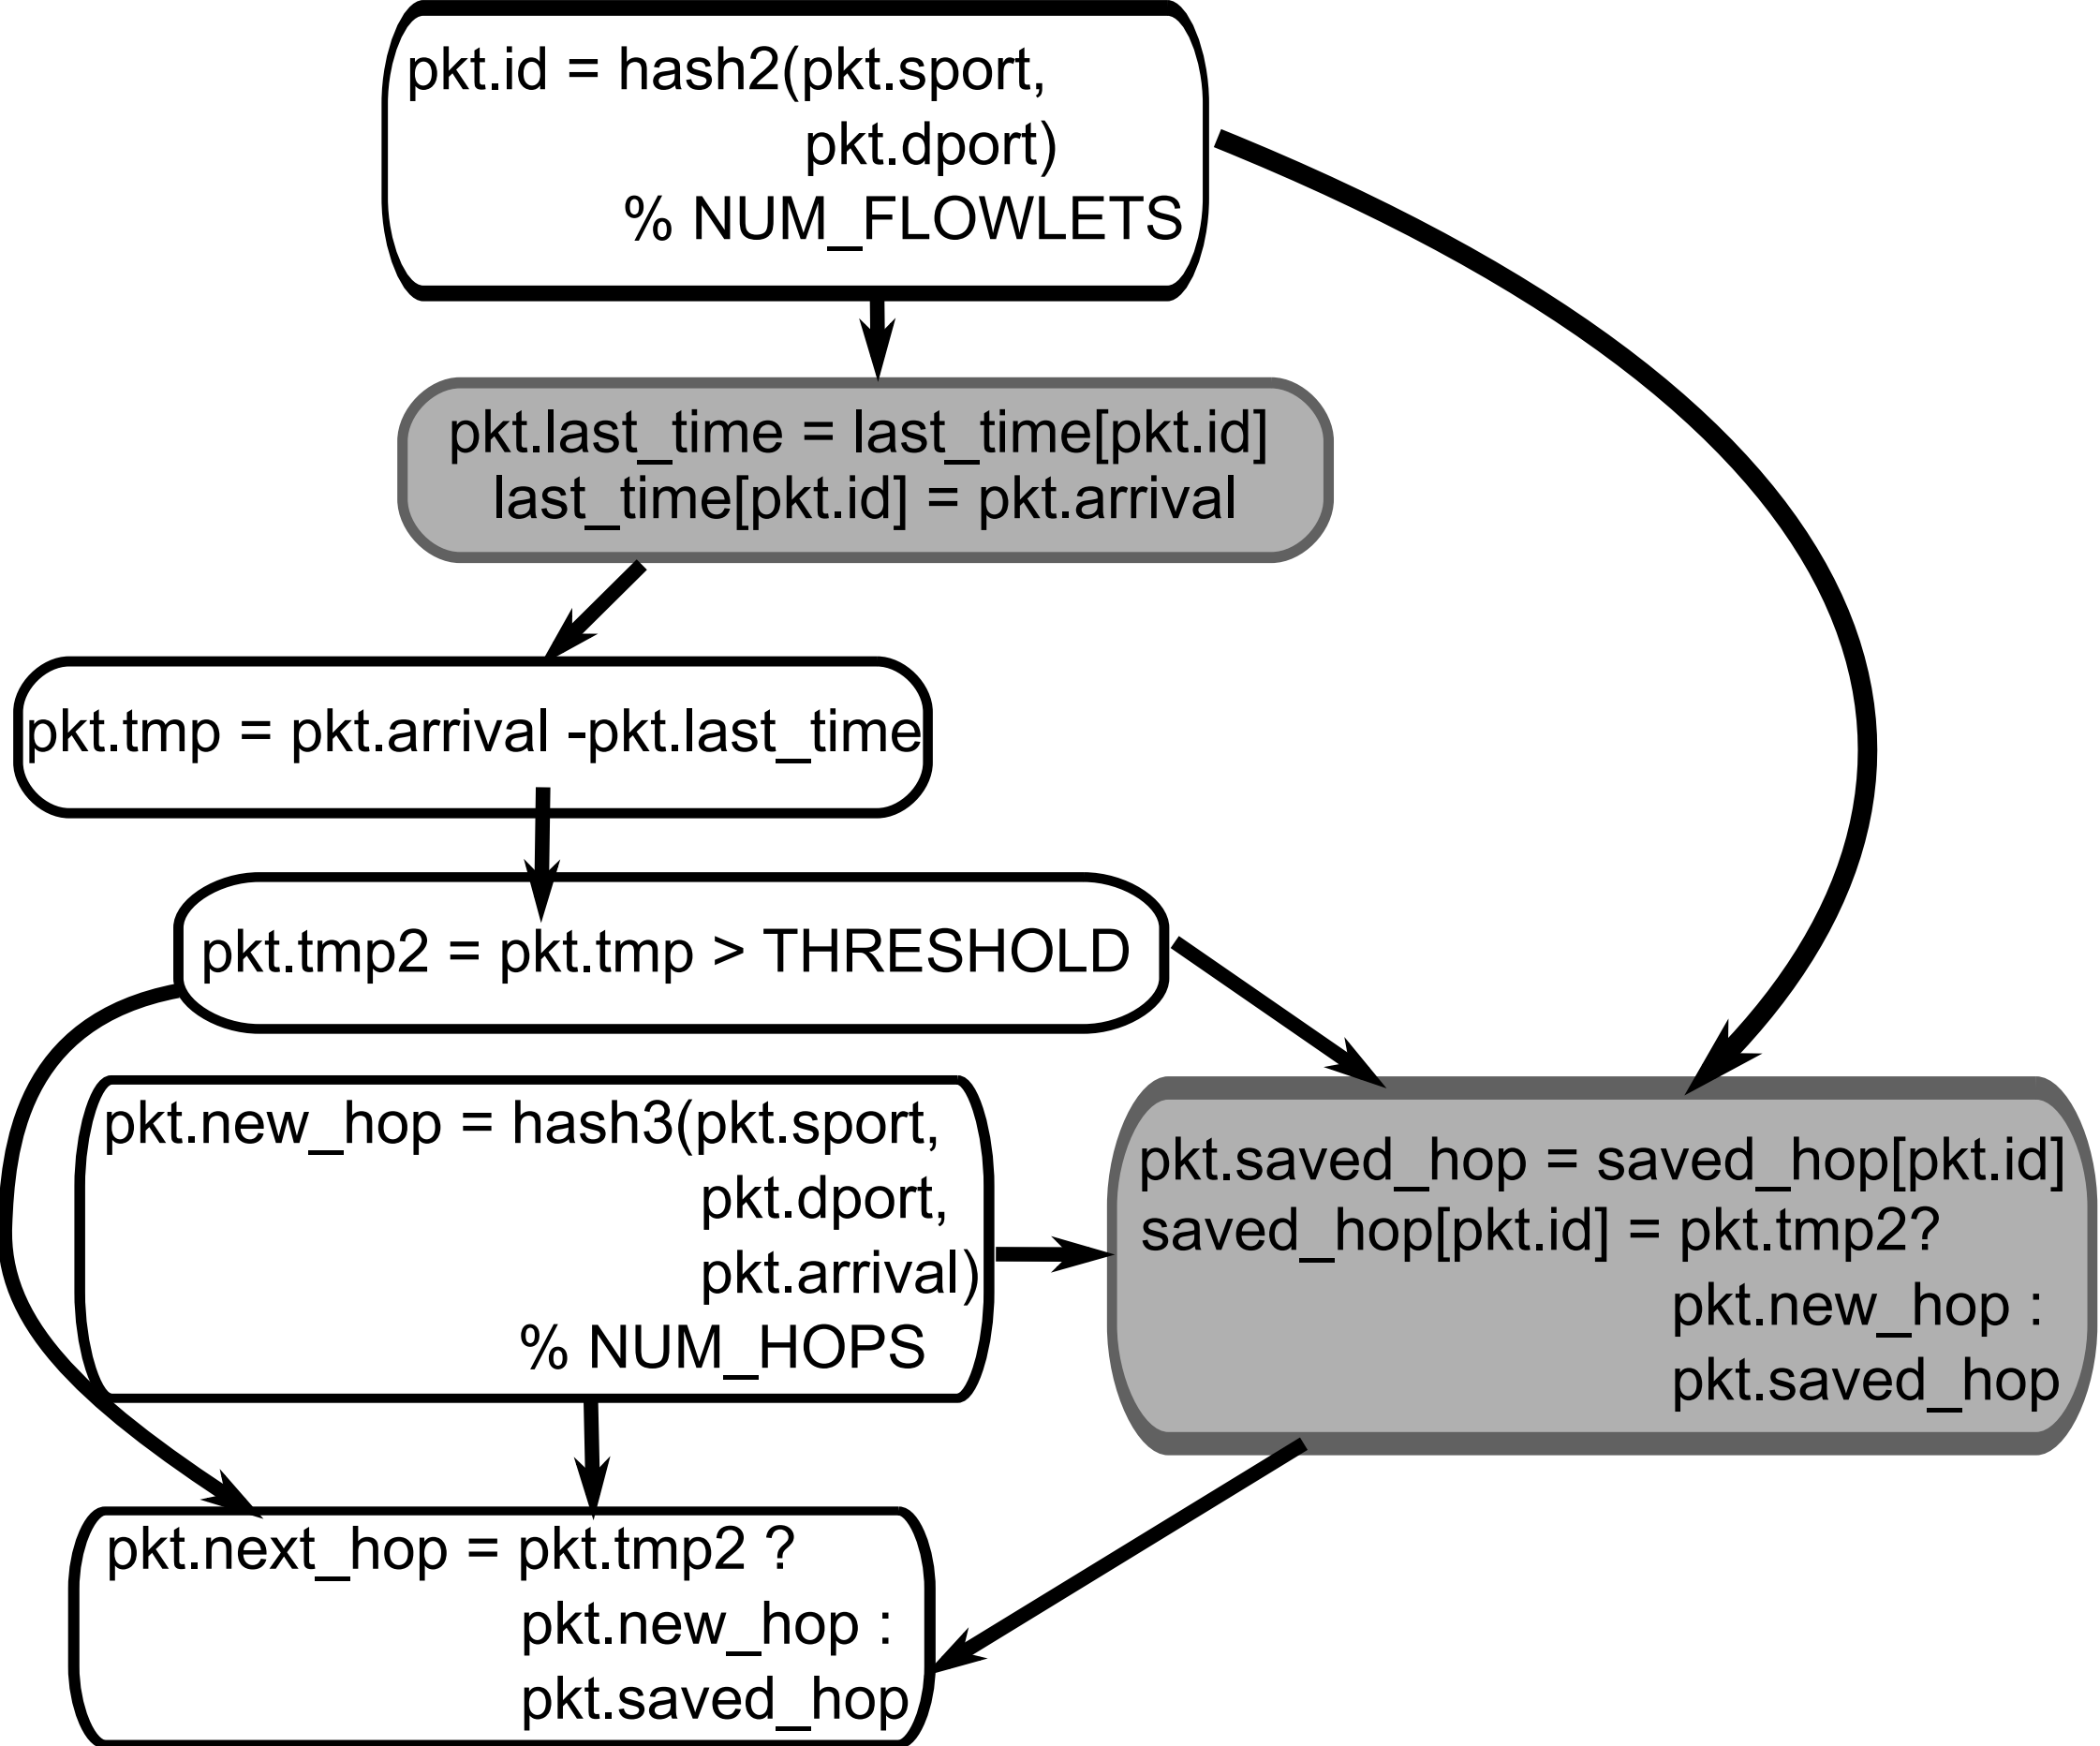 pkt.id = hash2(pkt.sport,
pkt.dport)
% NUM_FLOWLETS
pkt.last_time = last_time[pkt.id]
last_time[pkt.id] = pkt.arrival
pkt.tmp = pkt.arrival -pkt.last_time
pkt.tmp2 = pkt.tmp > THRESHOLD
pkt.new_hop = hash3(pkt.sport,
pkt.dport,
pkt.arrival)
% NUM_HOPS
pkt.saved_hop = saved_hop[pkt.id]
saved_hop[pkt.id] = pkt.tmp2?
pkt.new_hop :
pkt.saved_hop
pkt.next_hop = pkt.tmp2 ?
pkt.new_hop :
pkt.saved_hop